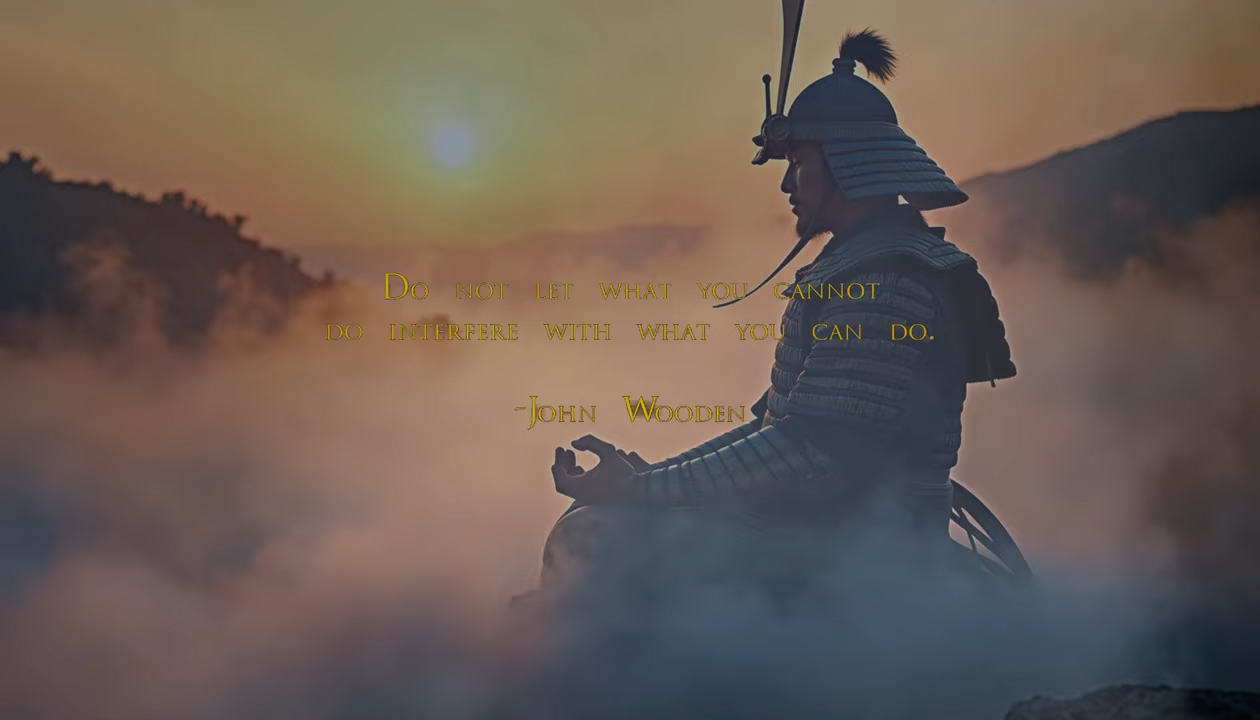 Do not let what you cannot
do interfere with what you can do.
~John Wooden